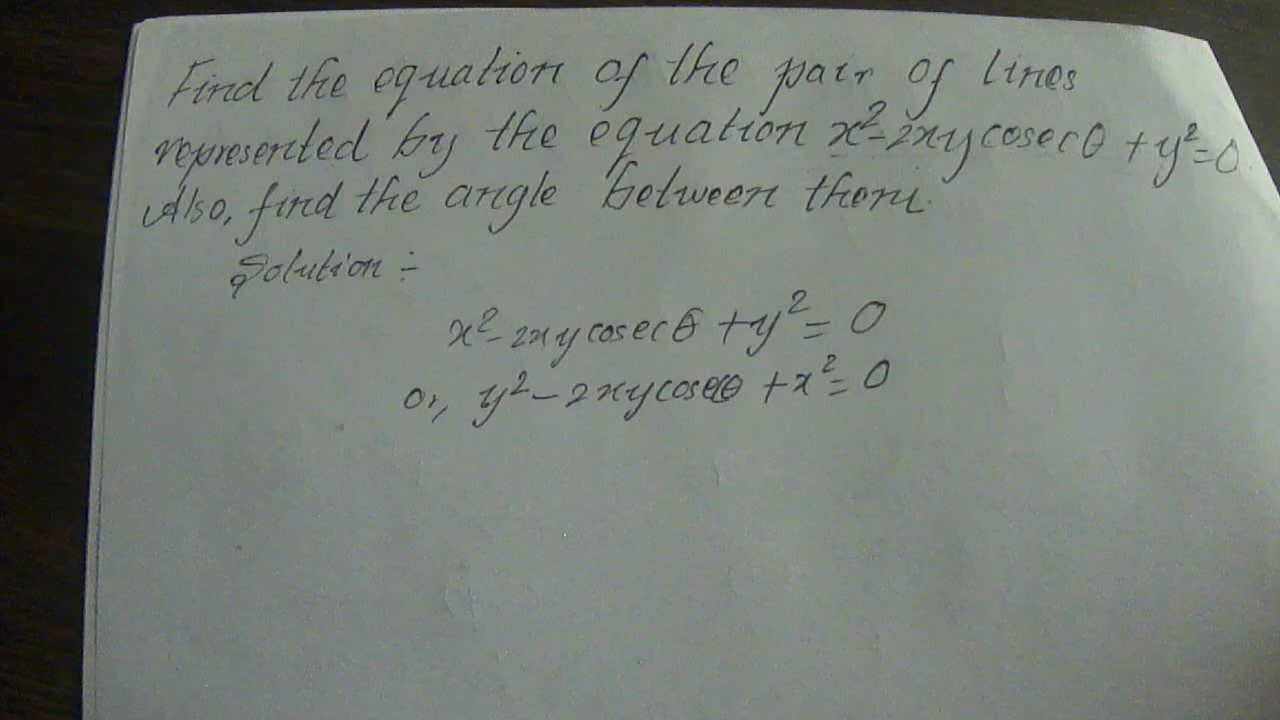 Find the equation of the pair of lines
represented by the equation x²-2xy cosecθ + y²=0.
Also, find the angle between them.
Solution ÷
x²-2xy cosecθ + y² = 0
Or, y² - 2xy cosecθ + x² = 0